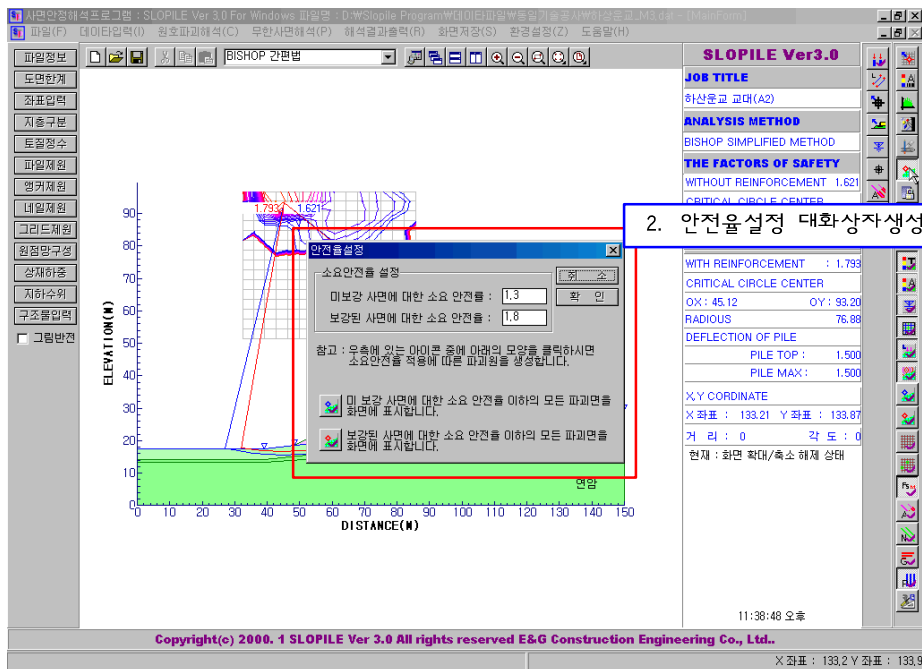 사면안정해석프로그램 : SLOPILE Ver 3.0 For Windows 파일명 : D:₩Slopile Program₩데이타파일₩동일기술공사₩하산운교_M3.dat - [MainForm]
파일(F) 데이타입력(I) 원호파괴해석(C) 무한사면해석(P) 해석결과출력(R) 화면저장(S) 환경설정(Z) 도움말(H)
파일정보
도면한계
좌표입력
지층구분
토질정수
파일제원
앵커제원
네일제원
그리드제원
원점망구성
상재하중
지하수위
구조물입력
그림반전
BISHOP 간편법
SLOPILE Ver3.0
JOB TITLE
하산운교 교대(A2)
ANALYSIS METHOD
BISHOP SIMPLIFIED METHOD
THE FACTORS OF SAFETY
WITHOUT REINFORCEMENT 1.621
CRITICAL CIRCLE CENTER
2. 안전율설정 대화상자생성
WITH REINFORCEMENT : 1.793
CRITICAL CIRCLE CENTER
OX : 45.12 OY : 93.20
RADIOUS 76.88
DEFLECTION OF PILE
PILE TOP : 1.500
PILE MAX : 1.500
X,Y CORDINATE
X 좌표 : 133.21 Y 좌표 : 133.87
거 리 : 0 각 도 : 0
현재 : 화면 확대/축소 해제 상태
11:38:48 오후
1.793 1.621
안전율설정
소요안전율 설정
미보강 사면에 대한 소요 안전률 : 1,3
보강된 사면에 대한 소요 안전률 : 1,8
취 소
확 인
참고 : 우측에 있는 아이콘 중에 아래의 모양을 클릭하시면
소요안전율 적용에 따른 파괴원을 생성합니다.
미 보강 사면에 대한 소요 안전율 이하의 모든 파괴면을
화면에 표시합니다.
보강된 사면에 대한 소요 안전율 이하의 모든 파괴면을
화면에 표시합니다.
연암
ELEVATION(M)
90
80
70
60
50
40
30
20
10
0
0 10 20 30 40 50 60 70 80 90 100 110 120 130 140 150
DISTANCE(M)
Copyright(c) 2000. 1 SLOPILE Ver 3.0 All rights reserved E&G Construction Engineering Co., Ltd..
X 좌표 : 133,2 Y 좌표 : 133,9